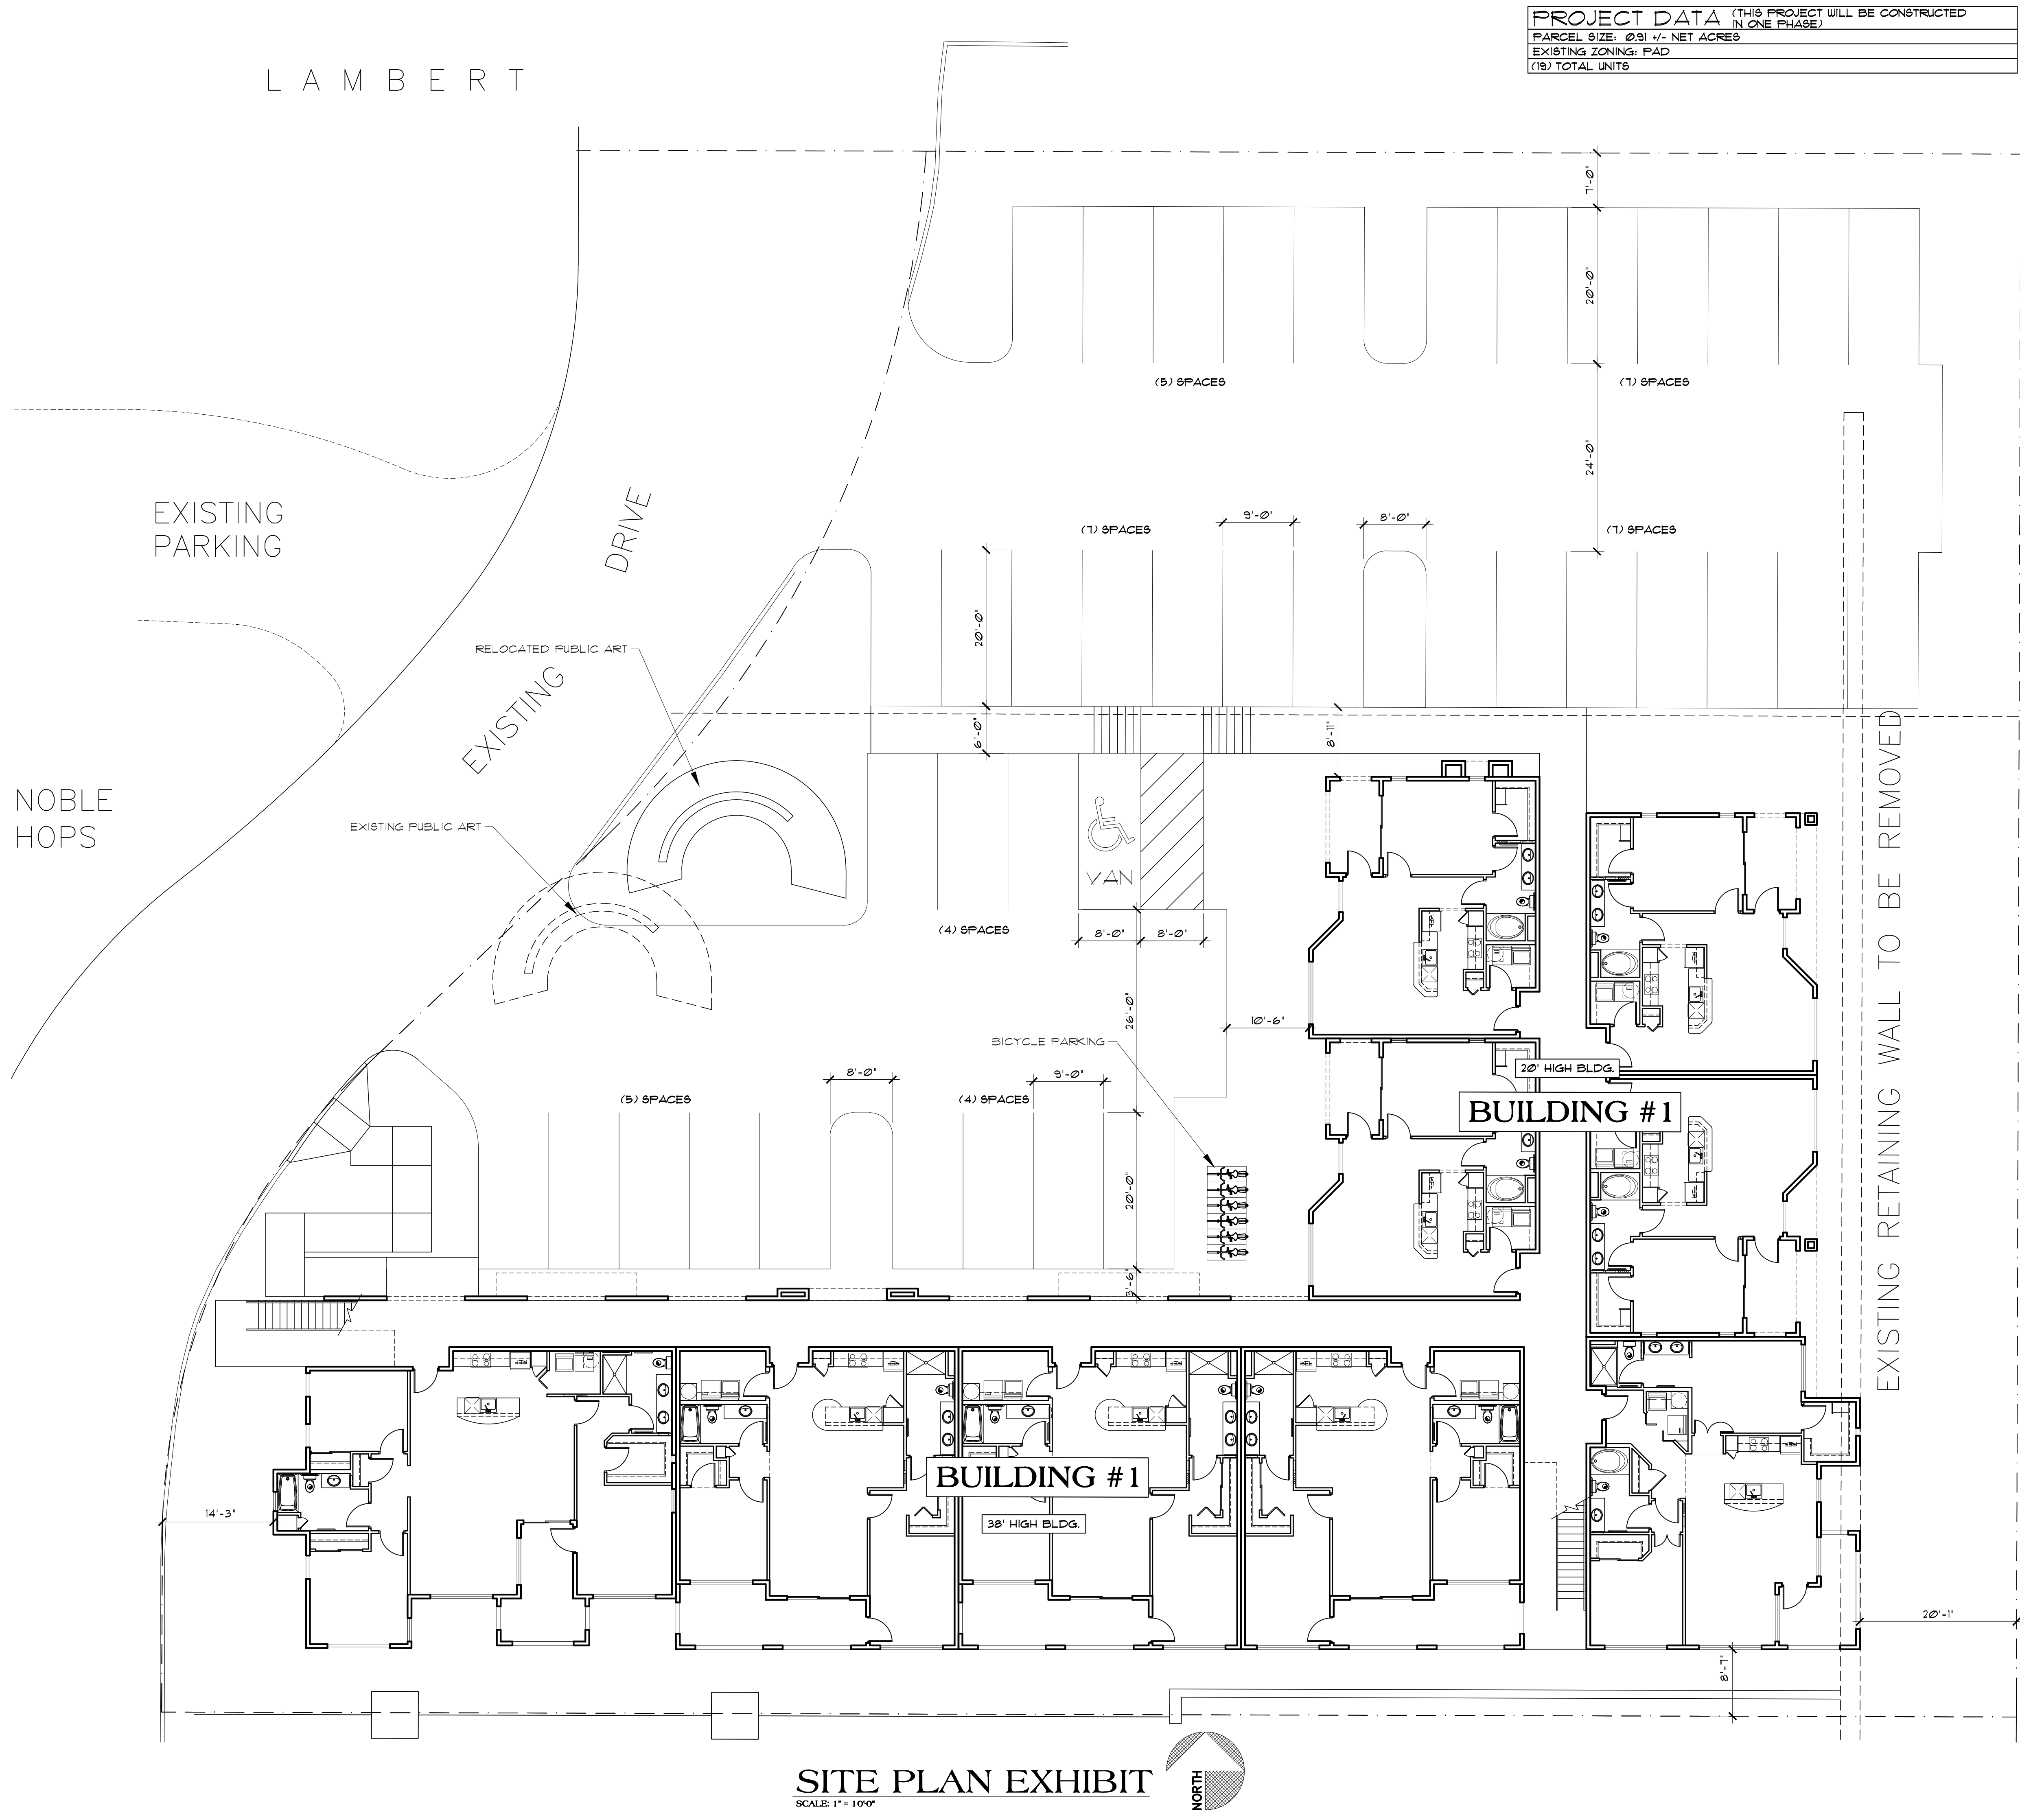 PROJECT DATA (THIS PROJECT WILL BE CONSTRUCTED
IN ONE PHASE)
PARCEL SIZE: 0.91 +/- NET ACRES
EXISTING ZONING: PAD
(19) TOTAL UNITS
LAMBERT
7'-0"
20'-0"
(5) SPACES
(7) SPACES
24'-0"
EXISTING
PARKING
DRIVE
(7) SPACES
9'-0"
8'-0"
(7) SPACES
20'-0"
RELOCATED PUBLIC ART
EXISTING
6'-0"
8'-11"
NOBLE
HOPS
EXISTING PUBLIC ART
VAN
EXISTING RETAINING WALL TO BE REMOVED
(4) SPACES
8'-0"
8'-0"
26'-0"
10'-6"
BICYCLE PARKING
20' HIGH BLDG.
8'-0"
9'-0"
(5) SPACES
(4) SPACES
BUILDING #1
20'-0"
3'-6"
BUILDING #1
14'-3"
38' HIGH BLDG.
20'-1"
8'-7"
SITE PLAN EXHIBIT
SCALE: 1" = 10'0"
NORTH